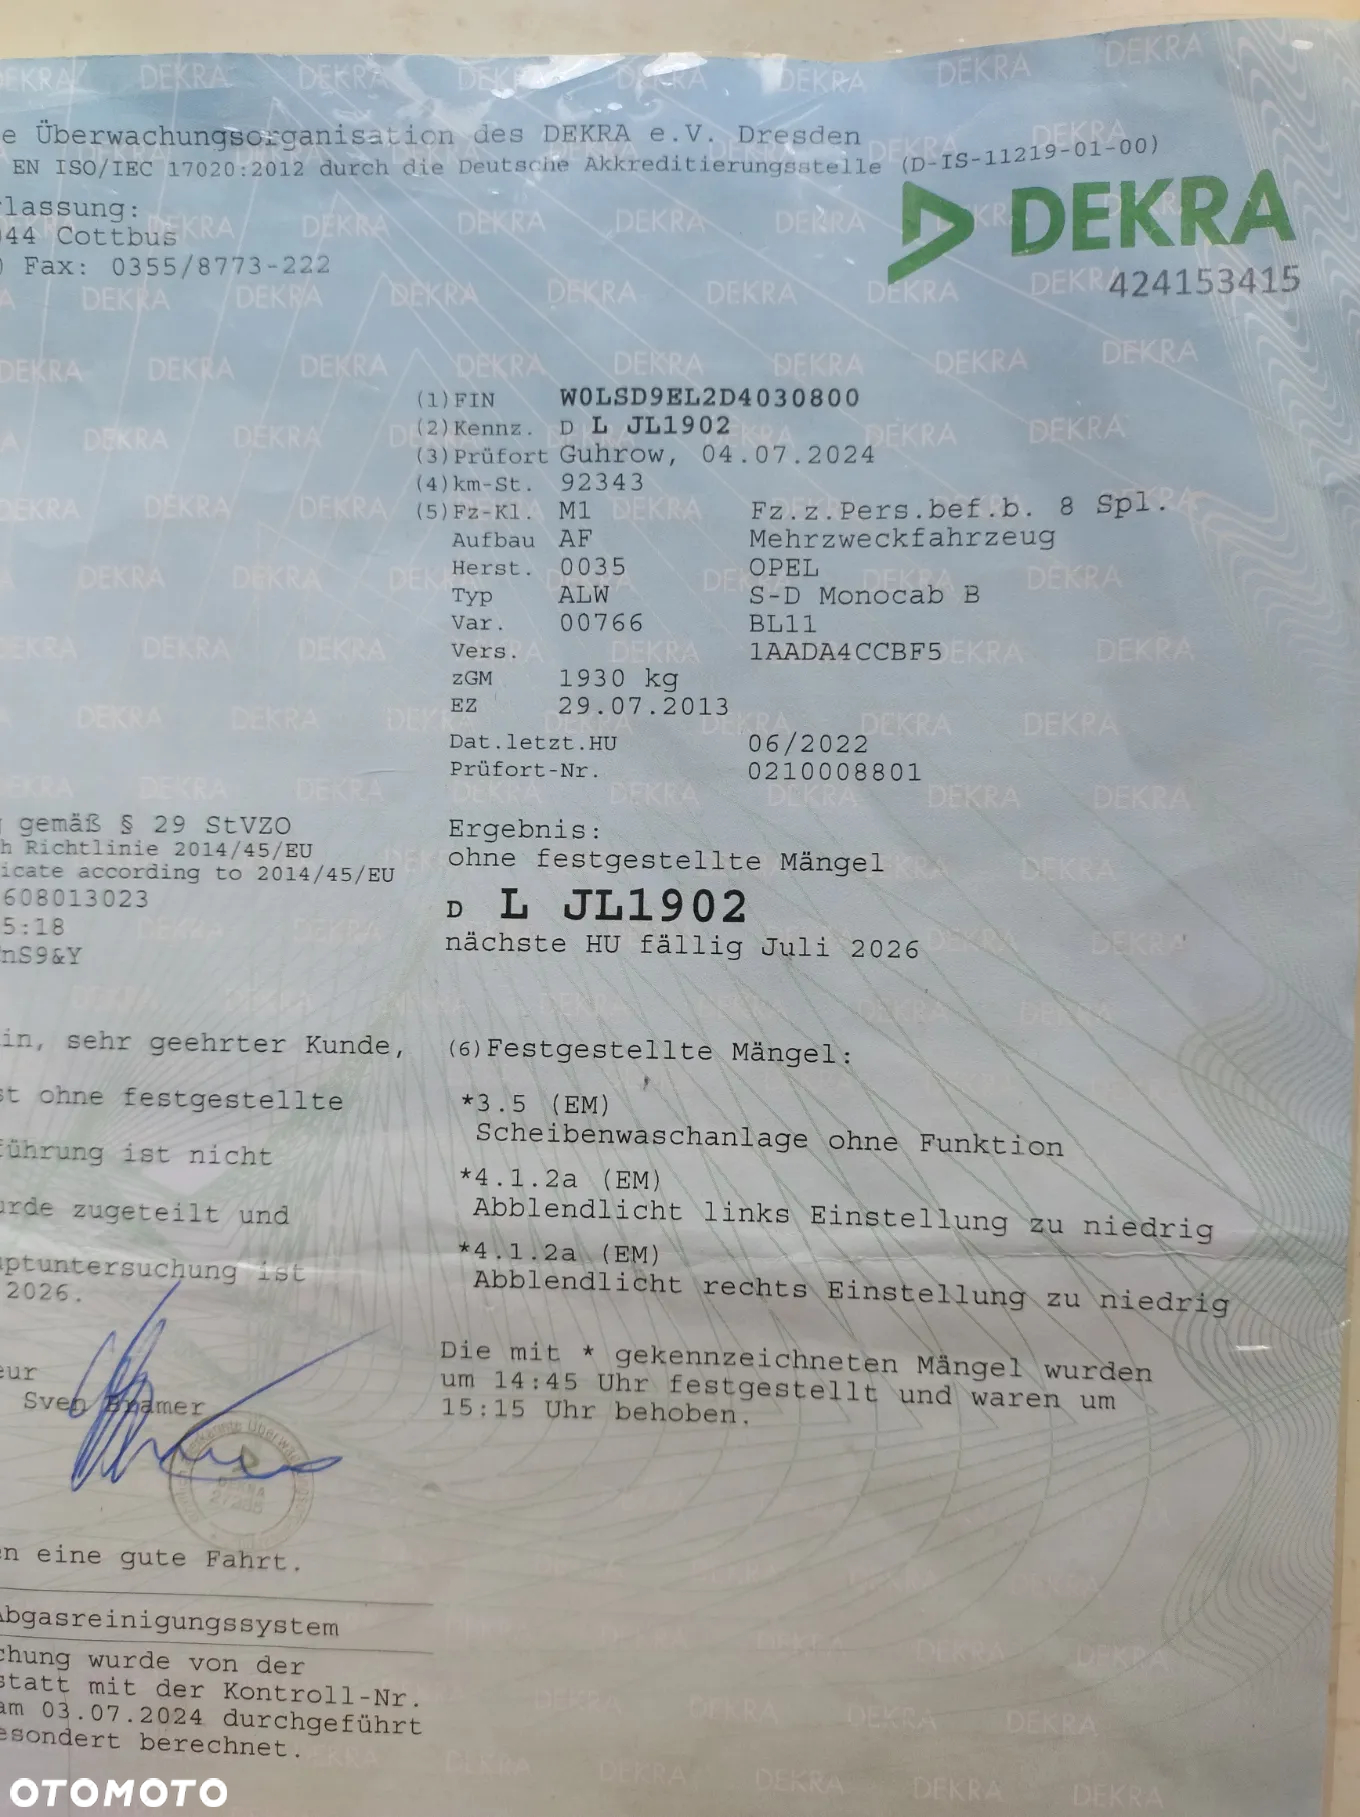 e Überwachungsorganisation des DEKRA e.V. Dresden
EN ISO/IEC 17020:2012 durch die Deutsche Akkreditierungsstelle (D-IS-11219-01-00)
DEKRA
424153415
lassung:
44 Cottbus
) Fax: 0355/8773-222
(1)FIN W0LSD9EL2D4030800
(2)Kennz. D L JL1902
(3)Prüfort Guhrow, 04.07.2024
(4)km-St. 92343
(5)Fz-Kl. M1 Fz.z.Pers.bef.b. 8 Spl.
Aufbau AF Mehrzweckfahrzeug
Herst. 0035 OPEL
Typ ALW S-D Monocab B
Var. 00766 BL11
Vers. 1AADA4CCBF5
zGM 1930 kg
EZ 29.07.2013
Dat.letzt.HU 06/2022
Prüfort-Nr. 0210008801
gemäß § 29 StVZO
h Richtlinie 2014/45/EU
icate according to 2014/45/EU
608013023
5:18
nS9&Y
Ergebnis:
ohne festgestellte Mängel
D L JL1902
nächste HU fällig Juli 2026
in, sehr geehrter Kunde,
st ohne festgestellte
führung ist nicht
urde zugeteilt und
ptuntersuchung ist
2026.
eur
Sven Bramer
(6)Festgestellte Mängel:
*3.5 (EM)
Scheibenwaschanlage ohne Funktion
*4.1.2a (EM)
Abblendlicht links Einstellung zu niedrig
*4.1.2a (EM)
Abblendlicht rechts Einstellung zu niedrig
Die mit * gekennzeichneten Mängel wurden
um 14:45 Uhr festgestellt und waren um
15:15 Uhr behoben.
en eine gute Fahrt.
Abgasreinigungssystem
chung wurde von der
statt mit der Kontroll-Nr.
am 03.07.2024 durchgeführt
esondert berechnet.
OTOMOTO